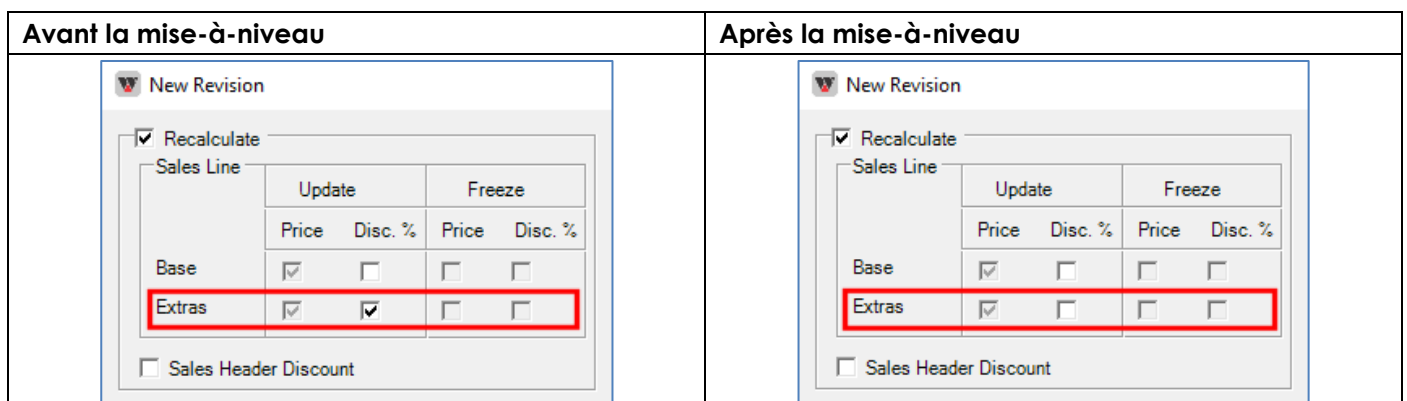 Avant la mise-à-niveau
Après la mise-à-niveau
New Revision
Recalculate
Sales Line
Update
Freeze
Price
Disc. %
Price
Disc. %
Base
Extras
Sales Header Discount
New Revision
Recalculate
Sales Line
Update
Freeze
Price
Disc. %
Price
Disc. %
Base
Extras
Sales Header Discount